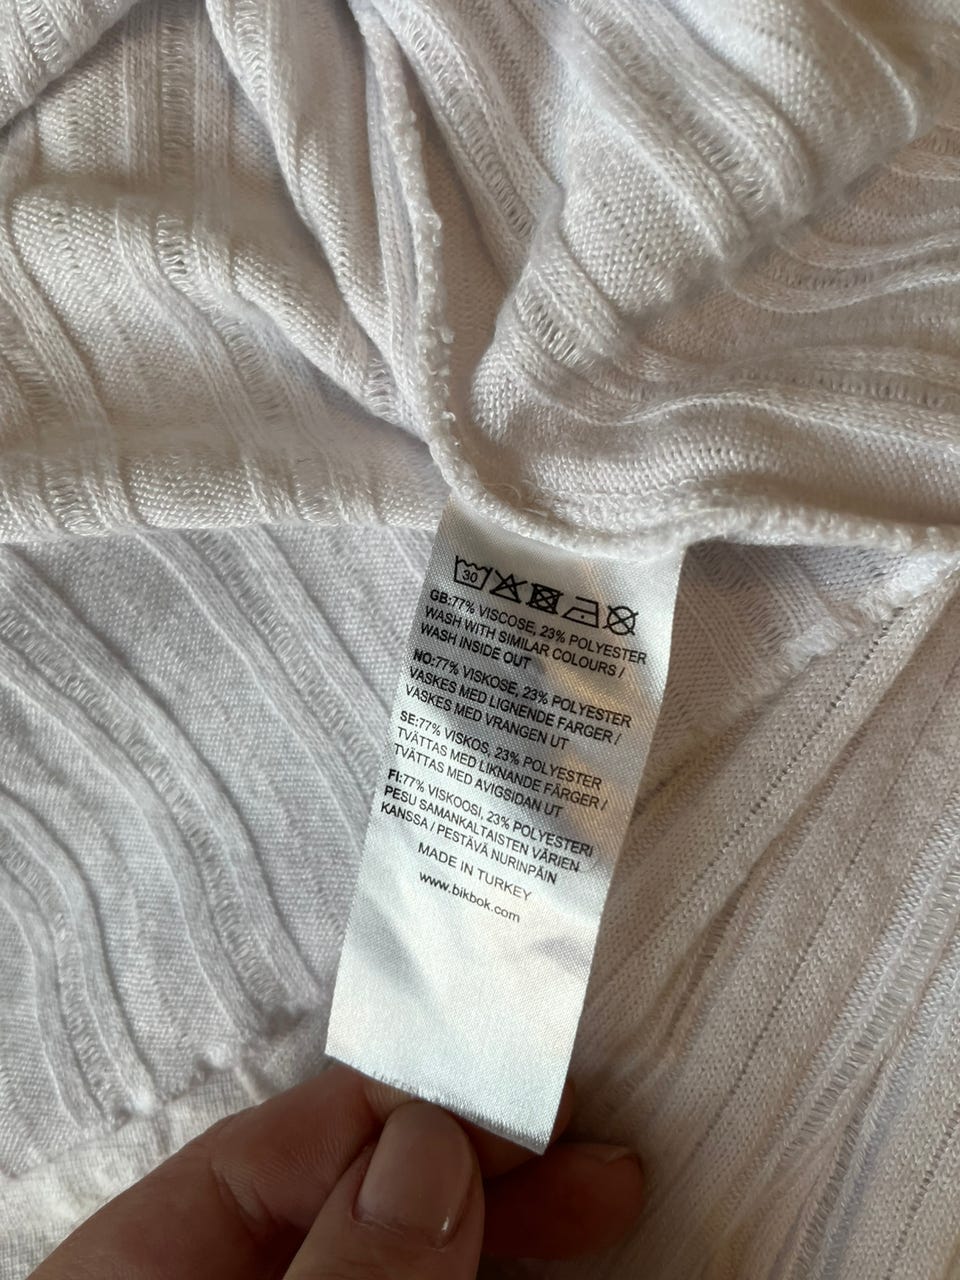 30
GB:77% VISCOSE, 23% POLYESTER
WASH WITH SIMILAR COLOURS /
WASH INSIDE OUT
NO:77% VISKOSE, 23% POLYESTER
VASKES MED LIGNENDE FARGER /
VASKES MED VRANGEN UT
SE:77% VISKOS, 23% POLYESTER
TVÄTTAS MED LIKNANDE FÄRGER /
TVÄTTAS MED AVIGSIDAN UT
FI:77% VISKOOSI, 23% POLYESTERI
PESU SAMANKALTAISTEN VÄRIEN
KANSSA / PESTÄVÄ NURINPÄIN
MADE IN TURKEY
www.bikbok.com